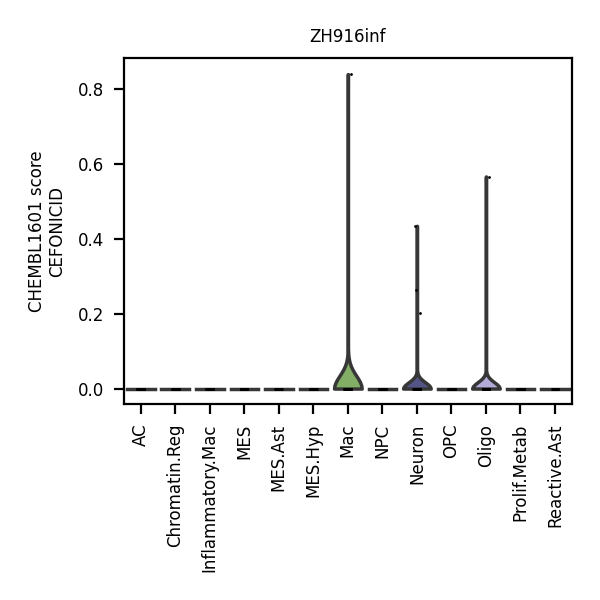 ZH916inf
CHEMBL1601 score
CEFONICID
0.8
0.6
0.4
0.2
0.0
AC
Chromatin.Reg
Inflammatory.Mac
MES
MES.Ast
MES.Hyp
Mac
NPC
Neuron
OPC
Oligo
Prolif.Metab
Reactive.Ast